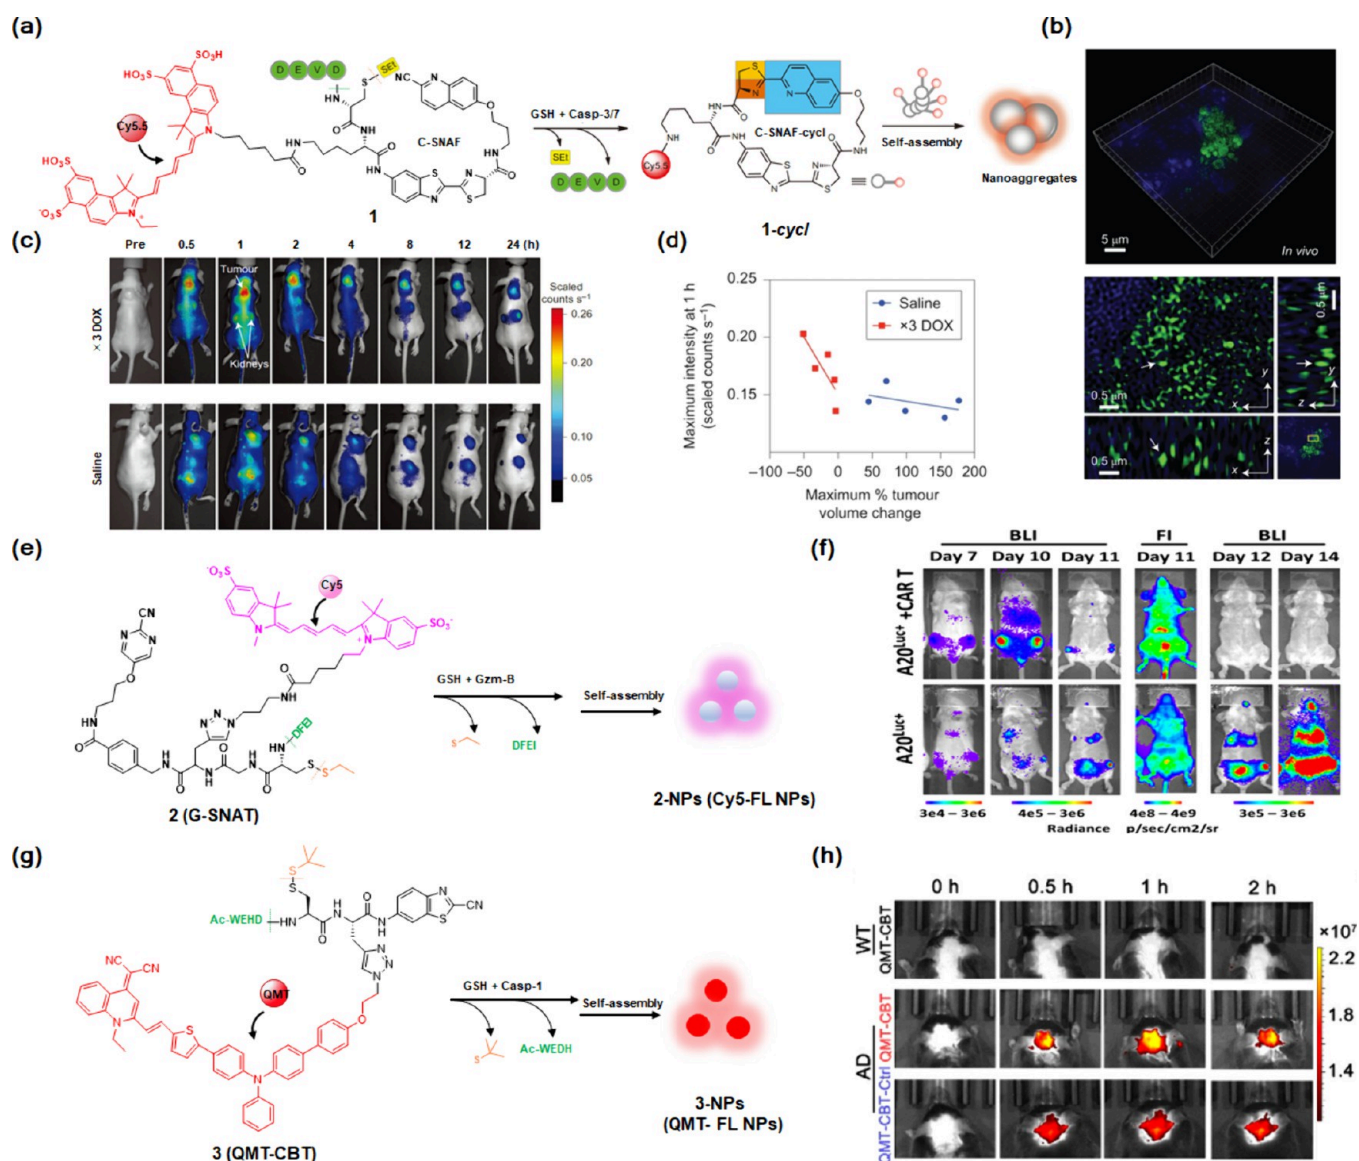 (a)
SO₃H
HO₃S
Cy5.5
HO₃S
⁻O₃S
N
N⁺
O
N
H
D E V D
SEt
S
NC
N
HN
O
NH
O
C-SNAF
O
NH
N
S
N
S
1
GSH + Casp-3/7
SEt
D E V D
S
N
N
O
NH
O
NH
Cy5.5
C-SNAF-cycl
O
NH
N
S
N
S
1-cycl
Self-assembly
Nanoaggregates
(b)
5 μm
In vivo
0.5 μm
y
x
0.5 μm
y
z
0.5 μm
z
x
(c)
Pre 0.5 1 2 4 8 12 24 (h)
× 3 DOX
Tumour
Kidneys
Saline
Scaled
counts s⁻¹
0.26
0.20
0.10
0.05
(d)
Maximum intensity at 1 h
(scaled counts s⁻¹)
0.25
0.20
0.15
Saline
×3 DOX
−100 −50 0 50 100 150 200
Maximum % tumour
volume change
(e)
CN
N
N
O
NH
O
⁻O₃S
Cy5
SO₃⁻
N
N⁺
O
NH
N=N
N
DFEI
HN
S
S
O
2 (G-SNAT)
GSH + Gzm-B
S
DFEI
Self-assembly
2-NPs (Cy5-FL NPs)
(f)
BLI FI BLI
Day 7 Day 10 Day 11 Day 11 Day 12 Day 14
A20Luc+ +CAR T
A20Luc+
3e4 – 3e6 4e5 – 3e6 4e8 – 4e9 3e5 – 3e6
Radiance p/sec/cm2/sr
(g)
S
S
Ac-WEHD
HN
O
H
N
O
N
H
N
S
CN
N
N
N
O
NC CN
N
S
QMT
N
3 (QMT-CBT)
GSH + Casp-1
S
Ac-WEDH
Self-assembly
3-NPs
(QMT- FL NPs)
(h)
0 h 0.5 h 1 h 2 h
WT
QMT-CBT
AD
QMT-CBT
QMT-CBT-Ctrl
×10⁷
2.2
1.8
1.4